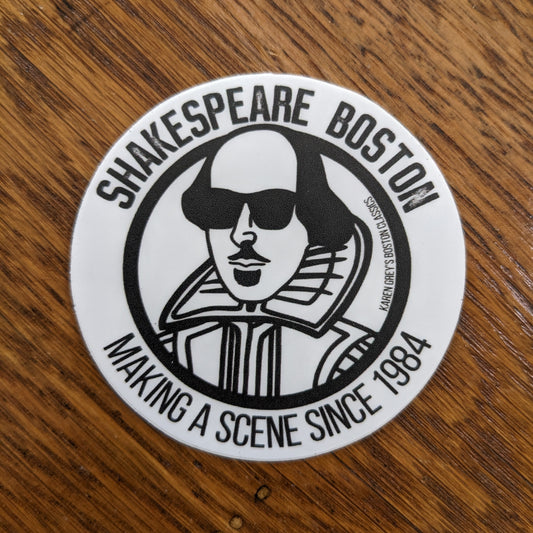 SHAKESPEARE BOSTON
KAREN GREY'S BOSTON CLASSICS
MAKING A SCENE SINCE 1984